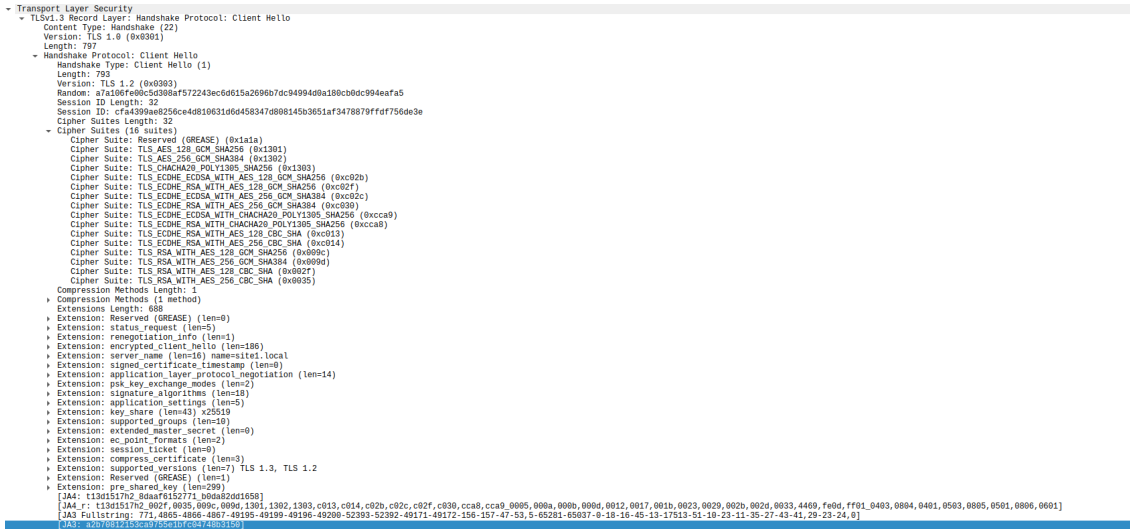 Transport Layer Security
TLSv1.3 Record Layer: Handshake Protocol: Client Hello
Content Type: Handshake (22)
Version: TLS 1.0 (0x0301)
Length: 797
Handshake Protocol: Client Hello
Handshake Type: Client Hello (1)
Length: 793
Version: TLS 1.2 (0x0303)
Random: a7a106fe00c5d308af572243ec6d615a2696b7dc94994d0a180cb0dc994eafa5
Session ID Length: 32
Session ID: cfa4399ae8256ce4d810631d6d458347d808145b3651af3478879ffdf756de3e
Cipher Suites Length: 32
Cipher Suites (16 suites)
Cipher Suite: Reserved (GREASE) (0x1a1a)
Cipher Suite: TLS_AES_128_GCM_SHA256 (0x1301)
Cipher Suite: TLS_AES_256_GCM_SHA384 (0x1302)
Cipher Suite: TLS_CHACHA20_POLY1305_SHA256 (0x1303)
Cipher Suite: TLS_ECDHE_ECDSA_WITH_AES_128_GCM_SHA256 (0xc02b)
Cipher Suite: TLS_ECDHE_RSA_WITH_AES_128_GCM_SHA256 (0xc02f)
Cipher Suite: TLS_ECDHE_ECDSA_WITH_AES_256_GCM_SHA384 (0xc02c)
Cipher Suite: TLS_ECDHE_RSA_WITH_AES_256_GCM_SHA384 (0xc030)
Cipher Suite: TLS_ECDHE_ECDSA_WITH_CHACHA20_POLY1305_SHA256 (0xcca9)
Cipher Suite: TLS_ECDHE_RSA_WITH_CHACHA20_POLY1305_SHA256 (0xcca8)
Cipher Suite: TLS_ECDHE_RSA_WITH_AES_128_CBC_SHA (0xc013)
Cipher Suite: TLS_ECDHE_RSA_WITH_AES_256_CBC_SHA (0xc014)
Cipher Suite: TLS_RSA_WITH_AES_128_GCM_SHA256 (0x009c)
Cipher Suite: TLS_RSA_WITH_AES_256_GCM_SHA384 (0x009d)
Cipher Suite: TLS_RSA_WITH_AES_128_CBC_SHA (0x002f)
Cipher Suite: TLS_RSA_WITH_AES_256_CBC_SHA (0x0035)
Compression Methods Length: 1
Compression Methods (1 method)
Extensions Length: 688
Extension: Reserved (GREASE) (len=0)
Extension: status_request (len=5)
Extension: renegotiation_info (len=1)
Extension: encrypted_client_hello (len=186)
Extension: server_name (len=16) name=site1.local
Extension: signed_certificate_timestamp (len=0)
Extension: application_layer_protocol_negotiation (len=14)
Extension: psk_key_exchange_modes (len=2)
Extension: signature_algorithms (len=18)
Extension: application_settings (len=5)
Extension: key_share (len=43) x25519
Extension: supported_groups (len=10)
Extension: extended_master_secret (len=0)
Extension: ec_point_formats (len=2)
Extension: session_ticket (len=0)
Extension: compress_certificate (len=3)
Extension: supported_versions (len=7) TLS 1.3, TLS 1.2
Extension: Reserved (GREASE) (len=1)
Extension: pre_shared_key (len=299)
[JA4: t13d1517h2_8daaf6152771_b0da82dd1658]
[JA4_r: t13d1517h2_002f,0035,009c,009d,1301,1302,1303,c013,c014,c02b,c02c,c02f,c030,cca8,cca9_0005,000a,000b,000d,0012,0017,001b,0023,0029,002b,002d,0033,4469,fe0d,ff01_0403,0804,0401,0503,0805,0501,0806,0601]
[JA3 Fullstring: 771,4865-4866-4867-49195-49199-49196-49200-52393-52392-49171-49172-156-157-47-53,5-65281-65037-0-18-16-45-13-17513-51-10-23-11-35-27-43-41,29-23-24,0]
[JA3: a2b70812153ca9755e1bfc04748b3150]